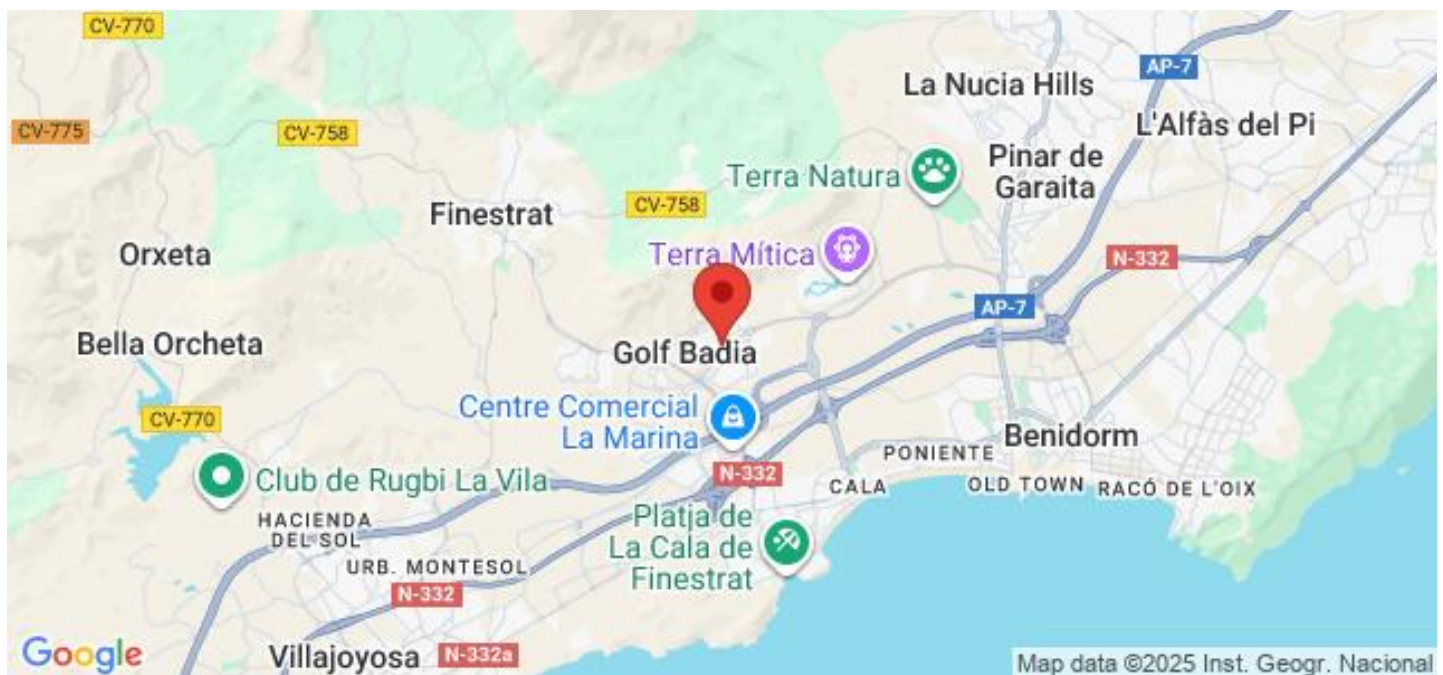 CV-770
AP-7
La Nucia Hills
CV-775
CV-758
L'Alfàs del Pi
Terra Natura
Pinar de
Garaita
Finestrat
CV-758
Orxeta
Terra Mítica
N-332
AP-7
Bella Orcheta
Golf Badia
Centre Comercial
La Marina
CV-770
Benidorm
PONIENTE
N-332
Club de Rugbi La Vila
CALA
OLD TOWN
RACÓ DE L'OIX
HACIENDA
DEL SOL
Platja de
La Cala de
Finestrat
URB. MONTESOL
N-332
Google
Villajoyosa
N-332a
Map data ©2025 Inst. Geogr. Nacional